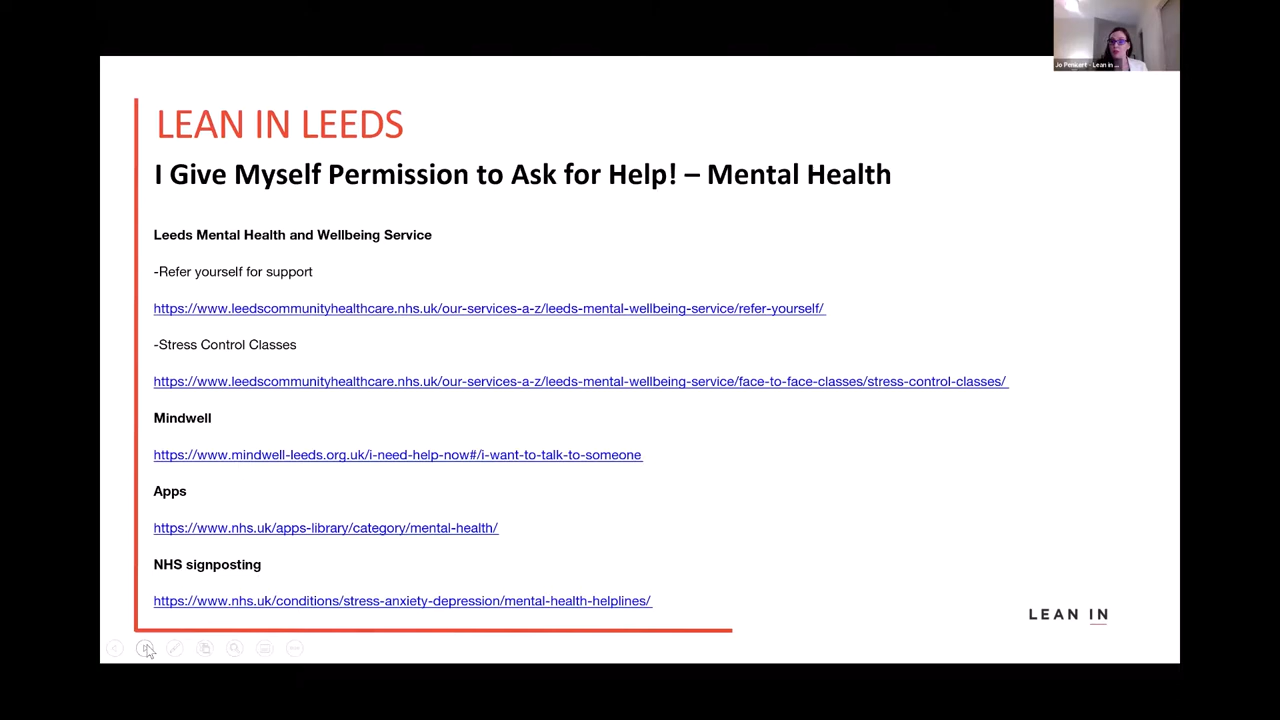 Jo Penkart - Lean in ...
LEAN IN LEEDS
I Give Myself Permission to Ask for Help! – Mental Health
Leeds Mental Health and Wellbeing Service
-Refer yourself for support
https://www.leedscommunityhealthcare.nhs.uk/our-services-a-z/leeds-mental-wellbeing-service/refer-yourself/
-Stress Control Classes
https://www.leedscommunityhealthcare.nhs.uk/our-services-a-z/leeds-mental-wellbeing-service/face-to-face-classes/stress-control-classes/
Mindwell
https://www.mindwell-leeds.org.uk/i-need-help-now#/i-want-to-talk-to-someone
Apps
https://www.nhs.uk/apps-library/category/mental-health/
NHS signposting
https://www.nhs.uk/conditions/stress-anxiety-depression/mental-health-helplines/
LEAN IN